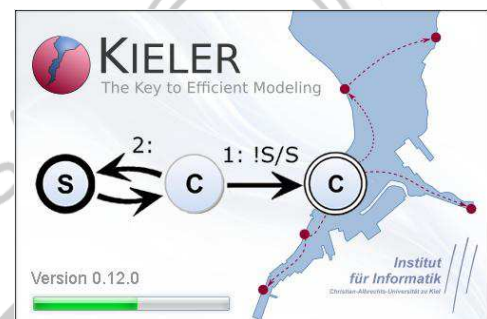 KIELER
The Key to Efficient Modeling
2:
1: !S/S
S
C
C
Institut
für Informatik
Christian-Albrechts-Universität zu Kiel
Version 0.12.0